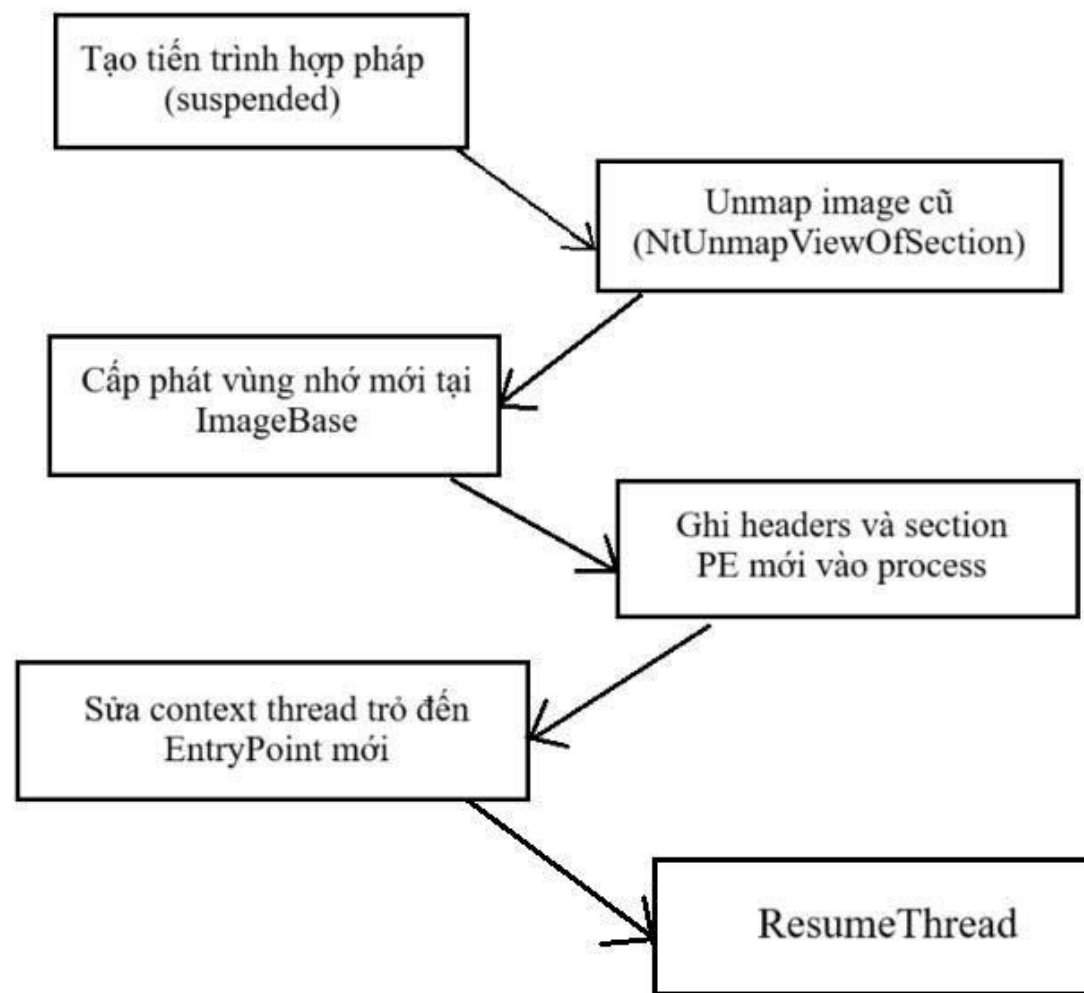 Tạo tiến trình hợp pháp
(suspended)
Unmap image cũ
(NtUnmapViewOfSection)
Cấp phát vùng nhớ mới tại
ImageBase
Ghi headers và section
PE mới vào process
Sửa context thread trỏ đến
EntryPoint mới
ResumeThread